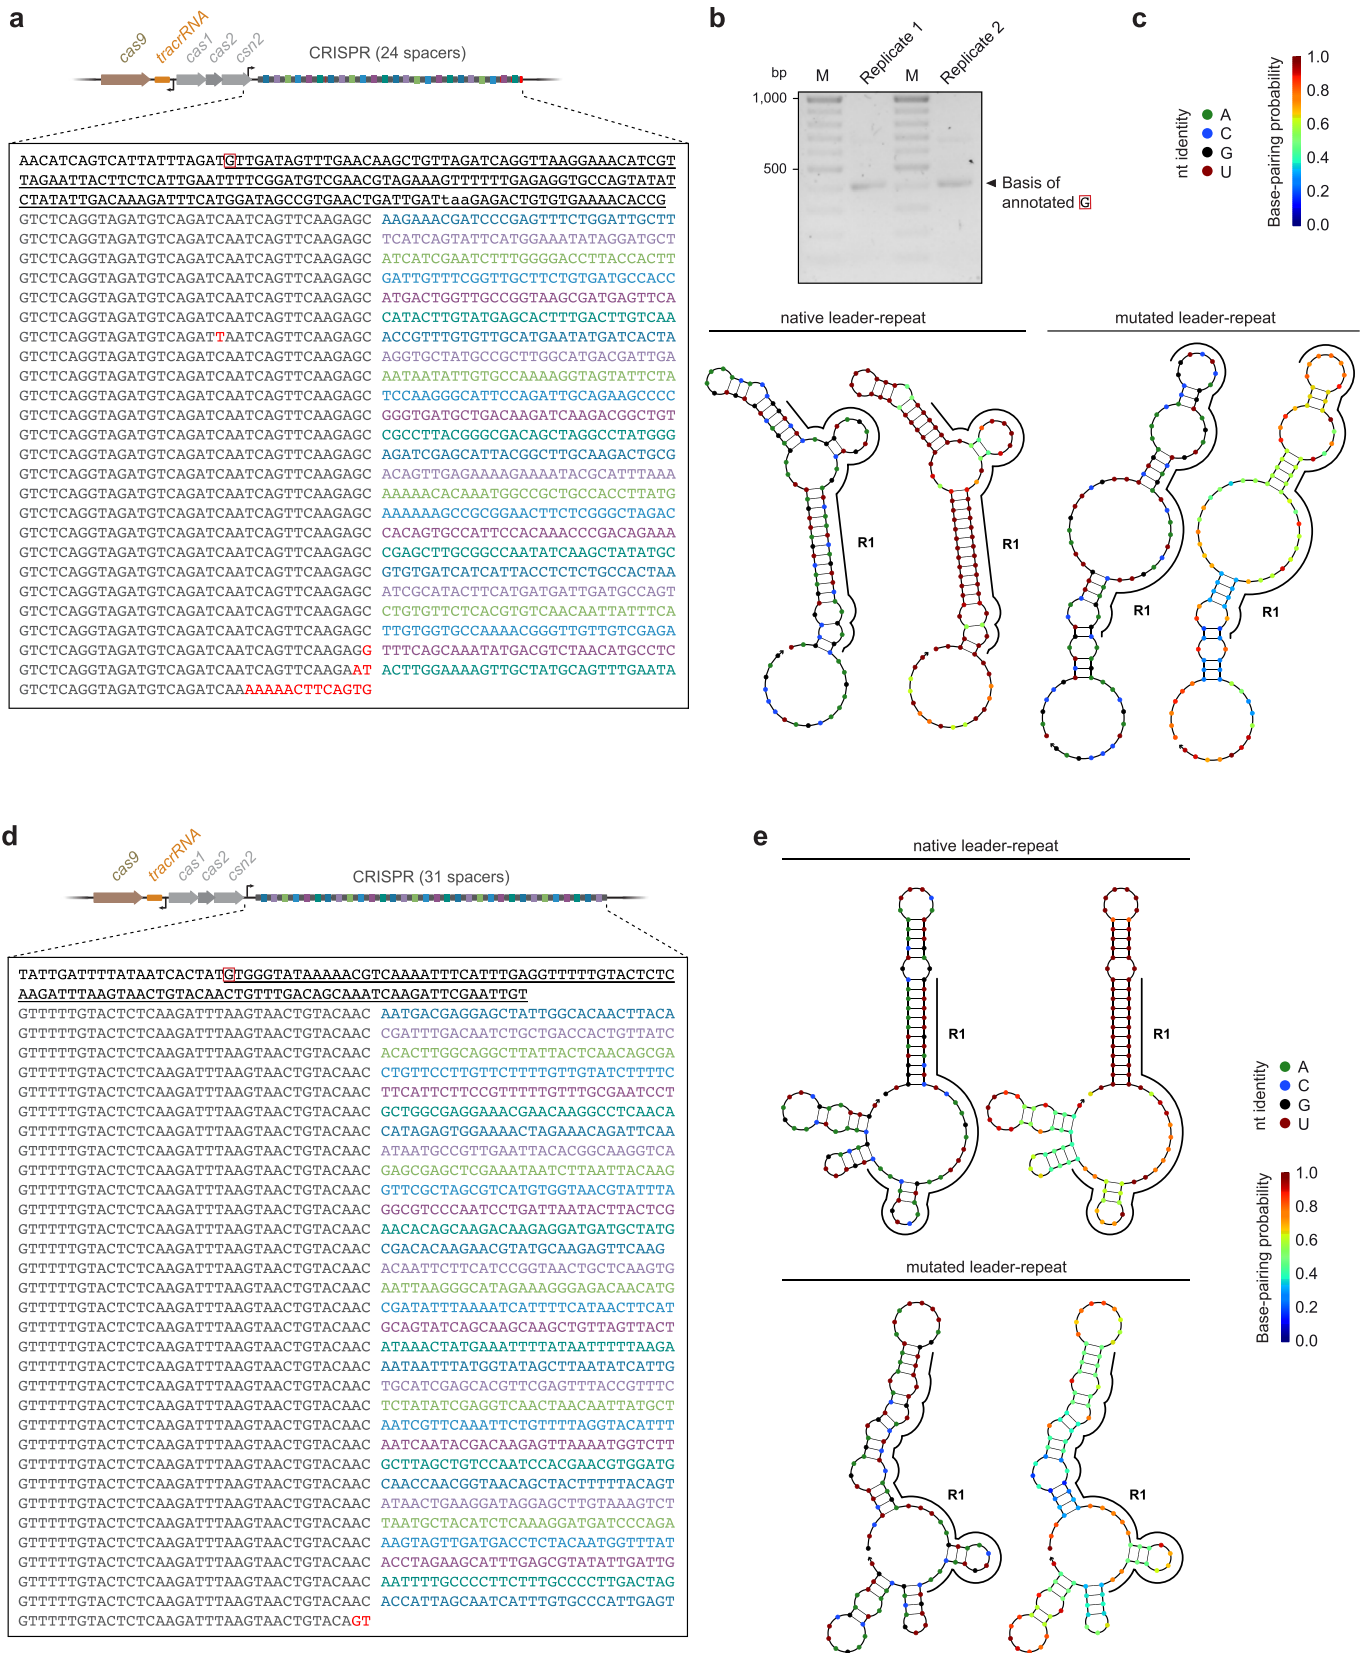 a
cas9
tracrRNA
cas1
cas2
csn2
CRISPR (24 spacers)
AACATCAGTCATTATTTAGATGTTGATAGTTTGAACAAGCTGTTAGATCAGGTTAAGGAAACATCGT
TAGAATTACTTCTCATTGAATTTTCGGATGTCGAACGTAGAAAGTTTTTTGAGAGGTGCCAGTATAT
CTATATTGACAAAGATTTCATGGATAGCCGTGAACTGATTGATtaaGAGACTGTGTGAAAACACCG
GTCTCAGGTAGATGTCAGATCAATCAGTTCAAGAGC AAGAAACGATCCCGAGTTTCTGGATTGCTT
GTCTCAGGTAGATGTCAGATCAATCAGTTCAAGAGC TCATCAGTATTCATGGAAATATAGGATGCT
GTCTCAGGTAGATGTCAGATCAATCAGTTCAAGAGC ATCATCGAATCTTTGGGGACCTTACCACTT
GTCTCAGGTAGATGTCAGATCAATCAGTTCAAGAGC GATTGTTTCGGTTGCTTCTGTGATGCCACC
GTCTCAGGTAGATGTCAGATCAATCAGTTCAAGAGC ATGACTGGTTGCCGGTAAGCGATGAGTTCA
GTCTCAGGTAGATGTCAGATCAATCAGTTCAAGAGC CATACTTGTATGAGCACTTTGACTTGTCAA
GTCTCAGGTAGATGTCAGATTAATCAGTTCAAGAGC ACCGTTTGTGTTGCATGAATATGATCACTA
GTCTCAGGTAGATGTCAGATCAATCAGTTCAAGAGC AGGTGCTATGCCGCTTGGCATGACGATTGA
GTCTCAGGTAGATGTCAGATCAATCAGTTCAAGAGC AATAATATTGTGCCAAAAGGTAGTATTCTA
GTCTCAGGTAGATGTCAGATCAATCAGTTCAAGAGC TCCAAGGGCATTCCAGATTGCAGAAGCCCC
GTCTCAGGTAGATGTCAGATCAATCAGTTCAAGAGC GGGTGATGCTGACAAGATCAAGACGGCTGT
GTCTCAGGTAGATGTCAGATCAATCAGTTCAAGAGC CGCCTTACGGGCGACAGCTAGGCCTATGGG
GTCTCAGGTAGATGTCAGATCAATCAGTTCAAGAGC AGATCGAGCATTACGGCTTGCAAGACTGCG
GTCTCAGGTAGATGTCAGATCAATCAGTTCAAGAGC ACAGTTGAGAAAAGAAAATACGCATTTAAA
GTCTCAGGTAGATGTCAGATCAATCAGTTCAAGAGC AAAAACACAAATGGCCGCTGCCACCTTATG
GTCTCAGGTAGATGTCAGATCAATCAGTTCAAGAGC AAAAAAGCCGCGGAACTTCTCGGGCTAGAC
GTCTCAGGTAGATGTCAGATCAATCAGTTCAAGAGC CACAGTGCCATTCCACAAACCCGACAGAAA
GTCTCAGGTAGATGTCAGATCAATCAGTTCAAGAGC CGAGCTTGCGGCCAATATCAAGCTATATGC
GTCTCAGGTAGATGTCAGATCAATCAGTTCAAGAGC GTGTGATCATCATTACCTCTCTGCCACTAA
GTCTCAGGTAGATGTCAGATCAATCAGTTCAAGAGC ATCGCATACTTCATGATGATTGATGCCAGT
GTCTCAGGTAGATGTCAGATCAATCAGTTCAAGAGC CTGTGTTCTCACGTGTCAACAATTATTTCA
GTCTCAGGTAGATGTCAGATCAATCAGTTCAAGAGC TTGTGGTGCCAAAACGGGTTGTTGTCGAGA
GTCTCAGGTAGATGTCAGATCAATCAGTTCAAGAGG TTTCAGCAAATATGACGTCTAACATGCCTC
GTCTCAGGTAGATGTCAGATCAATCAGTTCAAGAAT ACTTGGAAAAGTTGCTATGCAGTTTGAATA
GTCTCAGGTAGATGTCAGATCAAAAAAACTTCAGTG
b
bp
M
Replicate 1
M
Replicate 2
1,000
500
Basis of
annotated G
c
nt identity
A
C
G
U
Base-pairing probability
1.0
0.8
0.6
0.4
0.2
0.0
native leader-repeat
mutated leader-repeat
R1
R1
R1
R1
d
cas9
tracrRNA
cas1
cas2
csn2
CRISPR (31 spacers)
TATTGATTTTATAATCACTATGTGGGTATAAAAACGTCAAAATTTCATTTGAGGTTTTTGTACTCTC
AAGATTTAAGTAACTGTACAACTGTTTGACAGCAAATCAAGATTCGAATTGT
GTTTTTGTACTCTCAAGATTTAAGTAACTGTACAAC AATGACGAGGAGCTATTGGCACAACTTACA
GTTTTTGTACTCTCAAGATTTAAGTAACTGTACAAC CGATTTGACAATCTGCTGACCACTGTTATC
GTTTTTGTACTCTCAAGATTTAAGTAACTGTACAAC ACACTTGGCAGGCTTATTACTCAACAGCGA
GTTTTTGTACTCTCAAGATTTAAGTAACTGTACAAC CTGTTCCTTGTTCTTTTGTTGTATCTTTTC
GTTTTTGTACTCTCAAGATTTAAGTAACTGTACAAC TTCATTCTTCCGTTTTTGTTTGCGAATCCT
GTTTTTGTACTCTCAAGATTTAAGTAACTGTACAAC GCTGGCGAGGAAACGAACAAGGCCTCAACA
GTTTTTGTACTCTCAAGATTTAAGTAACTGTACAAC CATAGAGTGGAAAACTAGAAACAGATTCAA
GTTTTTGTACTCTCAAGATTTAAGTAACTGTACAAC ATAATGCCGTTGAATTACACGGCAAGGTCA
GTTTTTGTACTCTCAAGATTTAAGTAACTGTACAAC GAGCGAGCTCGAAATAATCTTAATTACAAG
GTTTTTGTACTCTCAAGATTTAAGTAACTGTACAAC GTTCGCTAGCGTCATGTGGTAACGTATTTA
GTTTTTGTACTCTCAAGATTTAAGTAACTGTACAAC GGCGTCCCAATCCTGATTAATACTTACTCG
GTTTTTGTACTCTCAAGATTTAAGTAACTGTACAAC AACACAGCAAGACAAGAGGATGATGCTATG
GTTTTTGTACTCTCAAGATTTAAGTAACTGTACAAC CGACACAAGAACGTATGCAAGAGTTCAAG
GTTTTTGTACTCTCAAGATTTAAGTAACTGTACAAC ACAATTCTTCATCCGGTAACTGCTCAAGTG
GTTTTTGTACTCTCAAGATTTAAGTAACTGTACAAC AATTAAGGGCATAGAAAGGGAGACAACATG
GTTTTTGTACTCTCAAGATTTAAGTAACTGTACAAC CGATATTTAAAATCATTTTCATAACTTCAT
GTTTTTGTACTCTCAAGATTTAAGTAACTGTACAAC GCAGTATCAGCAAGCAAGCTGTTAGTTACT
GTTTTTGTACTCTCAAGATTTAAGTAACTGTACAAC ATAAACTATGAAATTTTATAATTTTTAAGA
GTTTTTGTACTCTCAAGATTTAAGTAACTGTACAAC AATAATTTATGGTATAGCTTAATATCATTG
GTTTTTGTACTCTCAAGATTTAAGTAACTGTACAAC TGCATCGAGCACGTTCGAGTTTACCGTTTC
GTTTTTGTACTCTCAAGATTTAAGTAACTGTACAAC TCTATATCGAGGTCAACTAACAATTATGCT
GTTTTTGTACTCTCAAGATTTAAGTAACTGTACAAC AATCGTTCAAATTCTGTTTTAGGTACATTT
GTTTTTGTACTCTCAAGATTTAAGTAACTGTACAAC AATCAATACGACAAGAGTTAAAATGGTCTT
GTTTTTGTACTCTCAAGATTTAAGTAACTGTACAAC GCTTAGCTGTCCAATCCACGAACGTGGATG
GTTTTTGTACTCTCAAGATTTAAGTAACTGTACAAC CAACCAACGGTAACAGCTACTTTTTACAGT
GTTTTTGTACTCTCAAGATTTAAGTAACTGTACAAC ATAACTGAAGGATAGGAGCTTGTAAAGTCT
GTTTTTGTACTCTCAAGATTTAAGTAACTGTACAAC TAATGCTACATCTCAAAGGATGATCCCAGA
GTTTTTGTACTCTCAAGATTTAAGTAACTGTACAAC AAGTAGTTGATGACCTCTACAATGGTTTAT
GTTTTTGTACTCTCAAGATTTAAGTAACTGTACAAC ACCTAGAAGCATTTGAGCGTATATTGATTG
GTTTTTGTACTCTCAAGATTTAAGTAACTGTACAAC AATTTTGCCCCTTCTTTGCCCCTTGACTAG
GTTTTTGTACTCTCAAGATTTAAGTAACTGTACAAC ACCATTAGCAATCATTTGTGCCCATTGAGT
GTTTTTGTACTCTCAAGATTTAAGTAACTGTACAGT
e
native leader-repeat
R1
R1
nt identity
A
C
G
U
Base-pairing probability
1.0
0.8
0.6
0.4
0.2
0.0
mutated leader-repeat
R1
R1